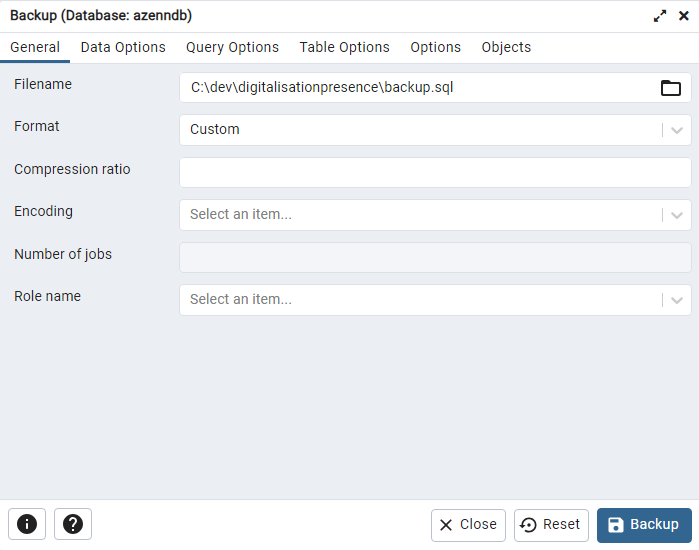 Backup (Database: azenndb)
General Data Options Query Options Table Options Options Objects
Filename C:\dev\digitalisationpresence\backup.sql
Format Custom
Compression ratio
Encoding Select an item...
Number of jobs
Role name Select an item...
Close Reset Backup